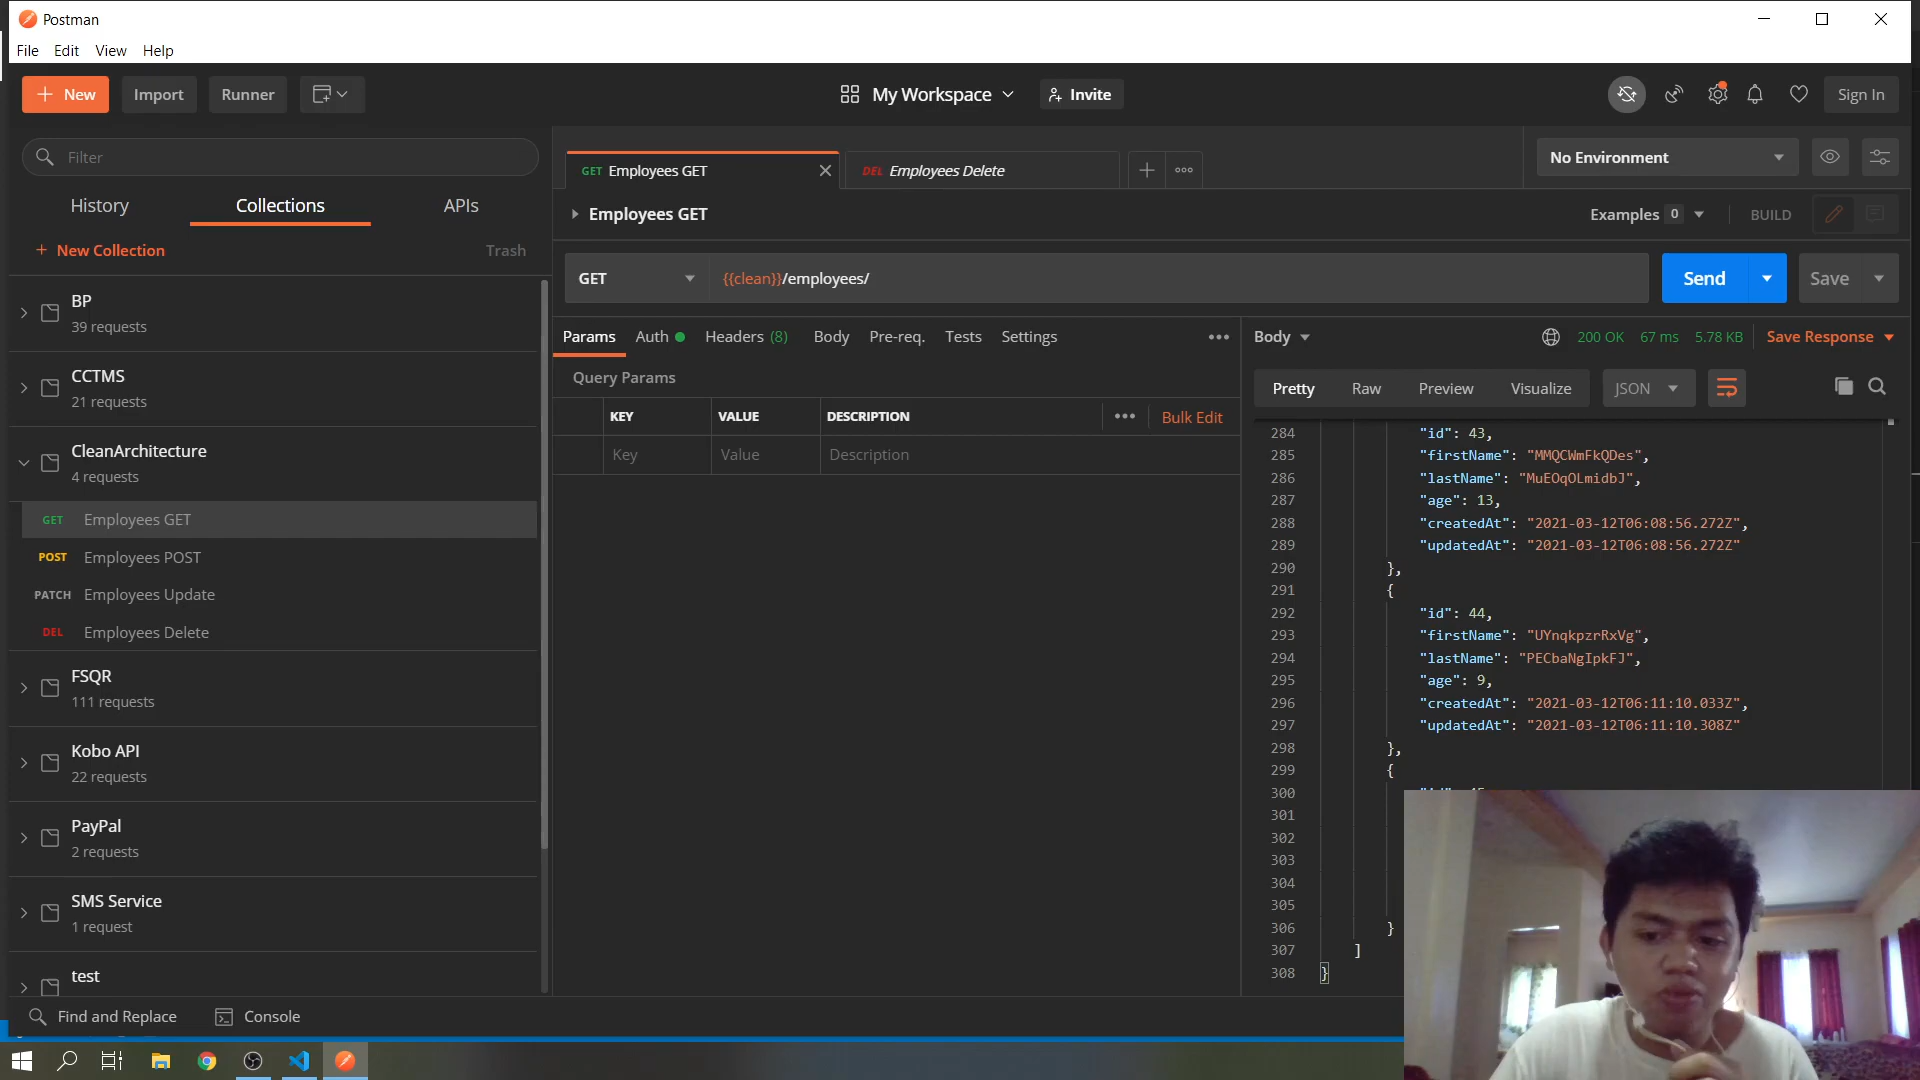 Postman
File Edit View Help
New Import Runner My Workspace Invite Sign In
Filter
History Collections APIs
+ New Collection Trash
BP
39 requests
CCTMS
21 requests
CleanArchitecture
4 requests
GET Employees GET
POST Employees POST
PATCH Employees Update
DEL Employees Delete
FSQR
111 requests
Kobo API
22 requests
PayPal
2 requests
SMS Service
1 request
test
Find and Replace Console
GET Employees GET DEL Employees Delete
No Environment
Employees GET Examples 0 BUILD
GET {{clean}}/employees/ Send Save
Params Auth Headers (8) Body Pre-req. Tests Settings
Query Params
KEY VALUE DESCRIPTION Bulk Edit
Key Value Description
Body 200 OK 67 ms 5.78 KB Save Response
Pretty Raw Preview Visualize JSON
284 "id": 43,
285 "firstName": "MMQCWmFkQDes",
286 "lastName": "MuEOqOLmidbJ",
287 "age": 13,
288 "createdAt": "2021-03-12T06:08:56.272Z",
289 "updatedAt": "2021-03-12T06:08:56.272Z"
290 },
291 {
292 "id": 44,
293 "firstName": "UYnqkpzrRxVg",
294 "lastName": "PECbaNgIpkFJ",
295 "age": 9,
296 "createdAt": "2021-03-12T06:11:10.033Z",
297 "updatedAt": "2021-03-12T06:11:10.308Z"
298 },
299 {
300
301
302
303
304
305
306 }
307 ]
308 }